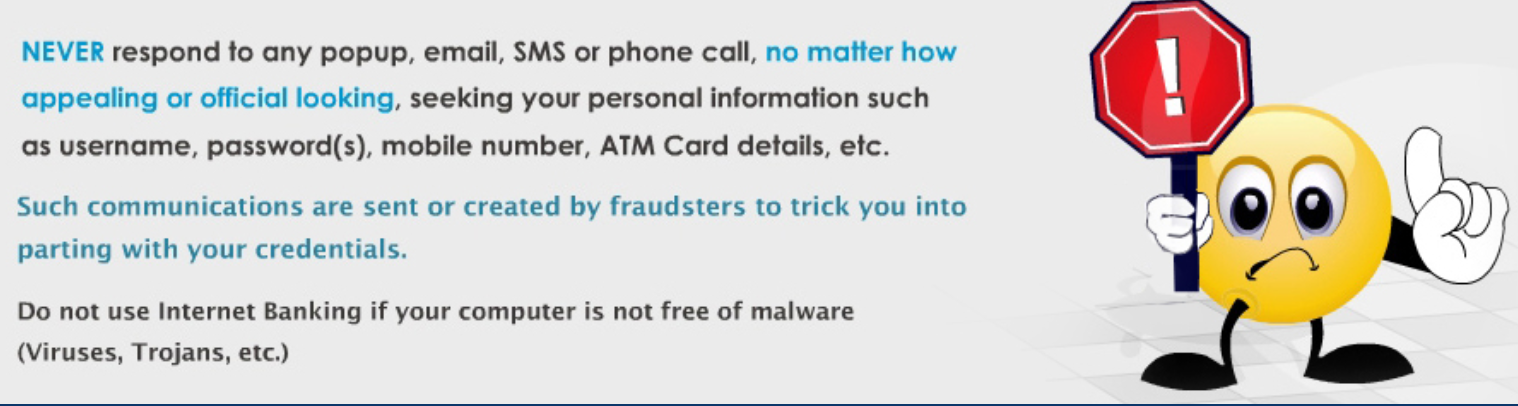 NEVER respond to any popup, email, SMS or phone call, no matter how
appealing or official looking, seeking your personal information such
as username, password(s), mobile number, ATM Card details, etc.
Such communications are sent or created by fraudsters to trick you into
parting with your credentials.
Do not use Internet Banking if your computer is not free of malware
(Viruses, Trojans, etc.)
!